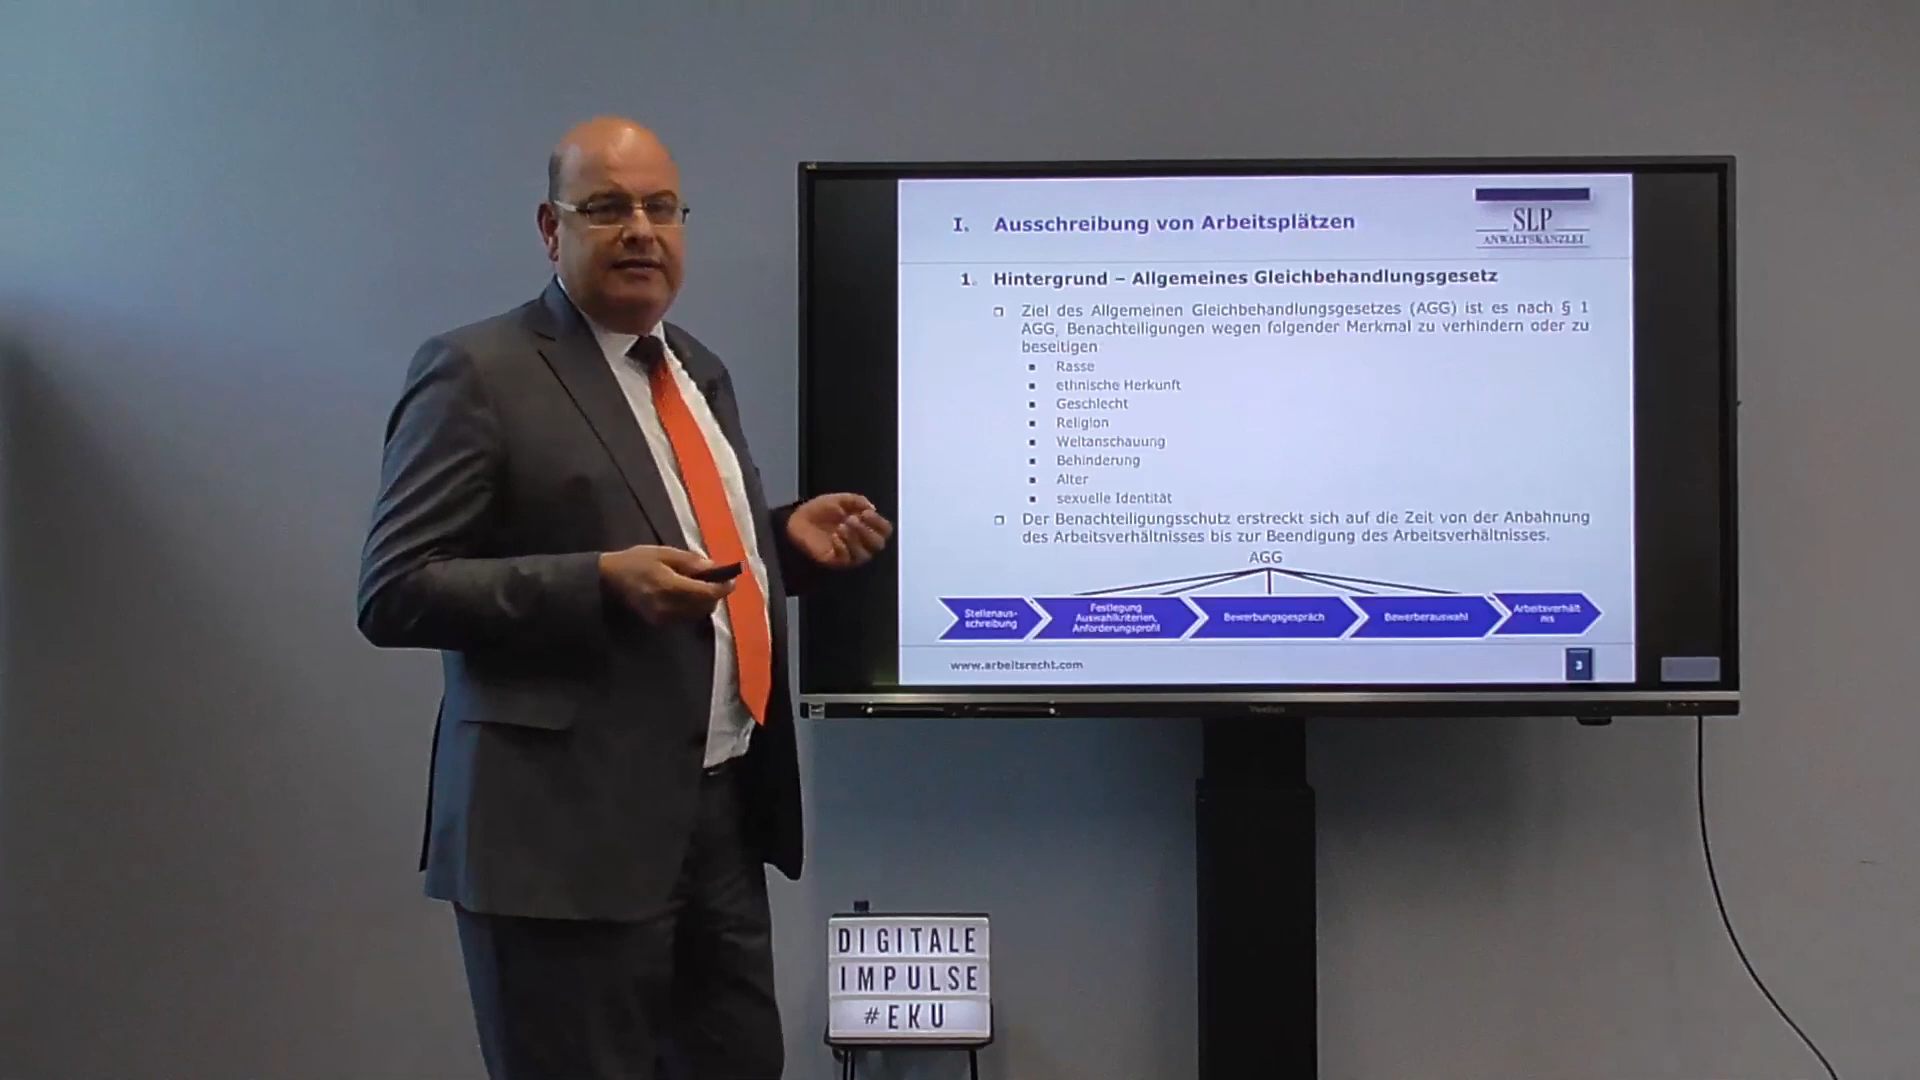 I. Ausschreibung von Arbeitsplätzen
SLP
ANWALTSKANZLEI
1. Hintergrund – Allgemeines Gleichbehandlungsgesetz
Ziel des Allgemeinen Gleichbehandlungsgesetzes (AGG) ist es nach § 1
AGG, Benachteiligungen wegen folgender Merkmal zu verhindern oder zu
beseitigen
Rasse
ethnische Herkunft
Geschlecht
Religion
Weltanschauung
Behinderung
Alter
sexuelle Identität
Der Benachteiligungsschutz erstreckt sich auf die Zeit von der Anbahnung
des Arbeitsverhältnisses bis zur Beendigung des Arbeitsverhältnisses.
AGG
Stellenaus-
schreibung
Festlegung
Auswahlkriterien,
Anforderungsprofil
Bewerbungsgespräch
Bewerberauswahl
Arbeitsverhält
nis
www.arbeitsrecht.com
3
DIGITALE
IMPULSE
#EKU